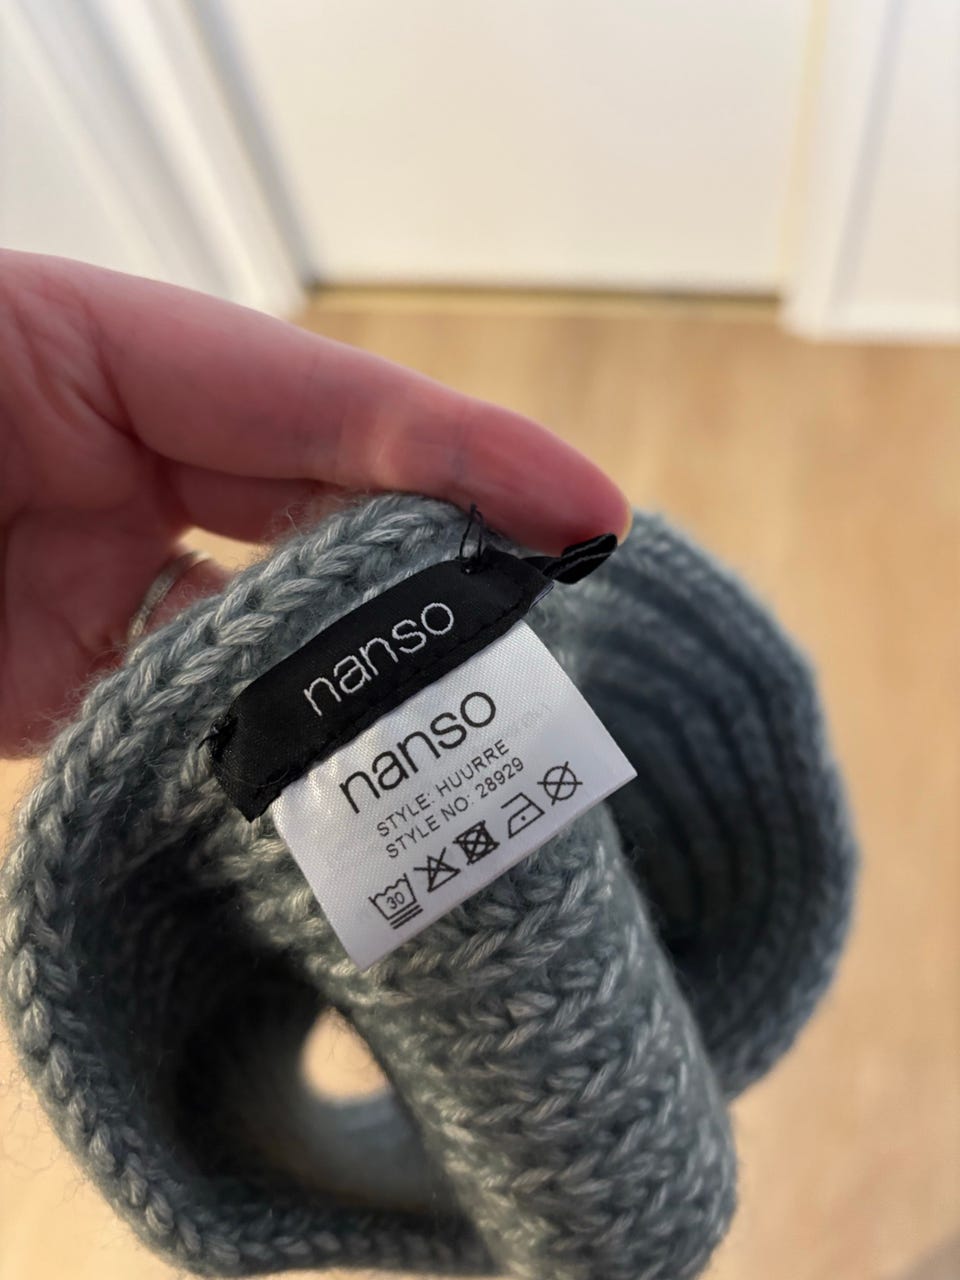 nanso
nanso
STYLE: HUURRE
STYLE NO: 28929
30